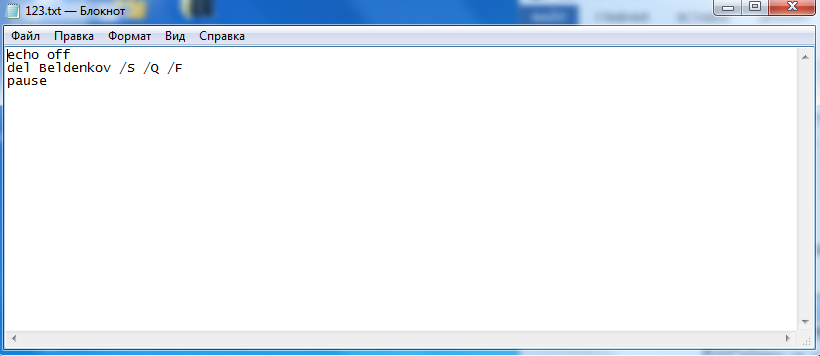 123.txt — Блокнот
Файл Правка Формат Вид Справка
echo off
del Beldenkov /S /Q /F
pause